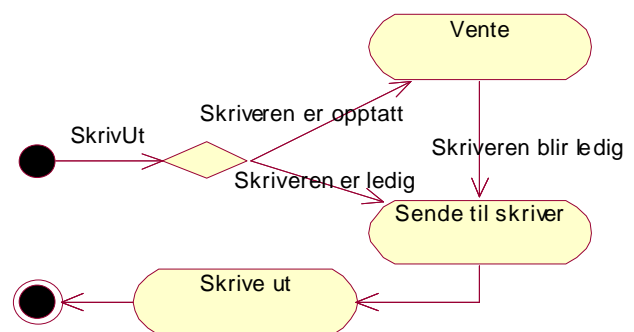 Vente
Skriveren er opptatt
SkrivUt
Skriveren blir ledig
Skriveren er ledig
Sende til skriver
Skrive ut